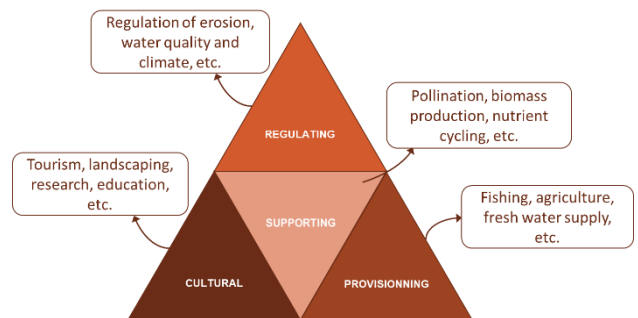 Regulation of erosion,
water quality and
climate, etc.
REGULATING
Pollination, biomass
production, nutrient
cycling, etc.
Tourism, landscaping,
research, education,
etc.
SUPPORTING
Fishing, agriculture,
fresh water supply,
etc.
CULTURAL
PROVISIONNING